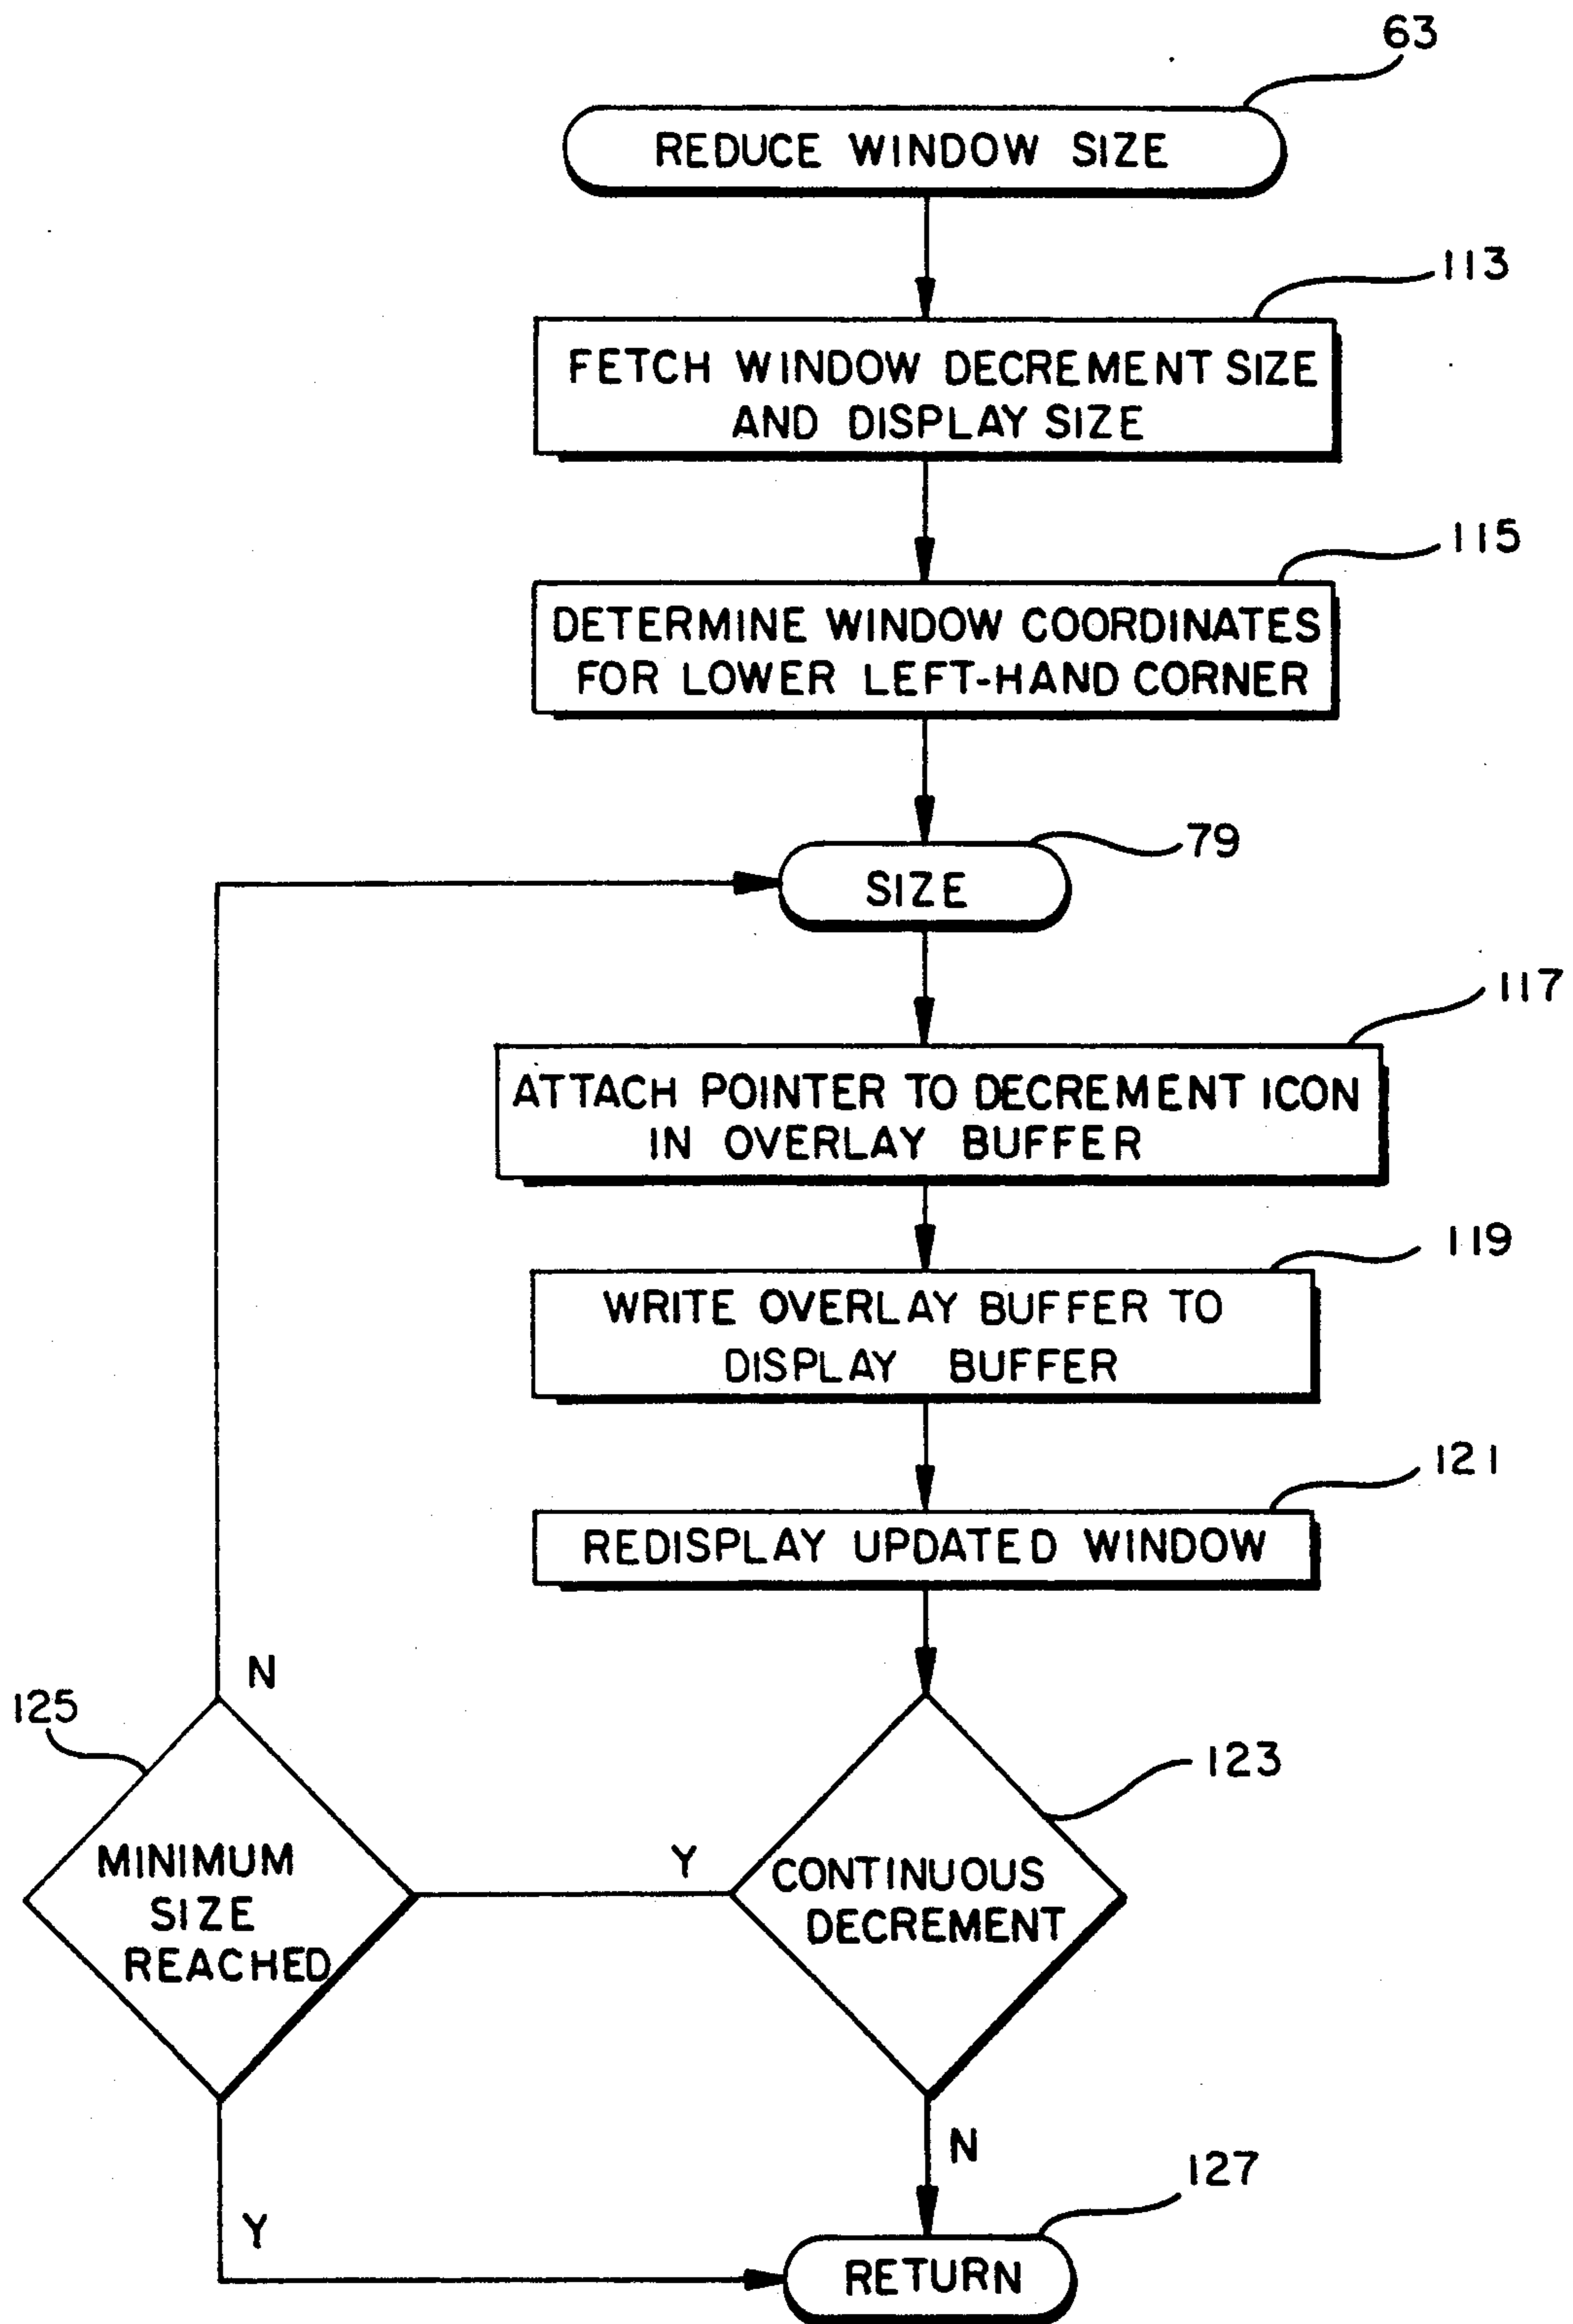 63
REDUCE WINDOW SIZE
113
FETCH WINDOW DECREMENT SIZE
AND DISPLAY SIZE
115
DETERMINE WINDOW COORDINATES
FOR LOWER LEFT-HAND CORNER
79
SIZE
117
ATTACH POINTER TO DECREMENT ICON
IN OVERLAY BUFFER
119
WRITE OVERLAY BUFFER TO
DISPLAY BUFFER
121
REDISPLAY UPDATED WINDOW
N
125
123
MINIMUM
SIZE
REACHED
Y
CONTINUOUS
DECREMENT
N
127
Y
RETURN